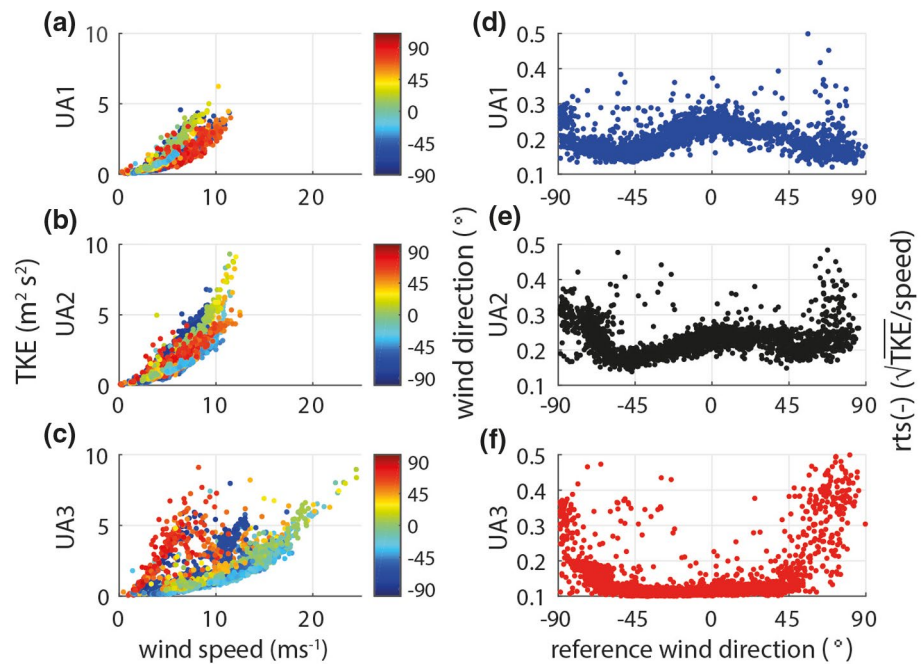 (a)
10
5
0
UA1
0 10 20
90
45
0
-45
-90
(b)
10
5
0
UA2
TKE (m² s²)
0 10 20
90
45
0
-45
-90
wind direction (°)
(c)
10
5
0
UA3
0 10 20
wind speed (ms⁻¹)
90
45
0
-45
-90
(d)
0.5
0.4
0.3
0.2
0.1
UA1
-90 -45 0 45 90
(e)
0.5
0.4
0.3
0.2
0.1
UA2
-90 -45 0 45 90
rts(-) (√TKE/speed)
(f)
0.5
0.4
0.3
0.2
0.1
UA3
-90 -45 0 45 90
reference wind direction (°)